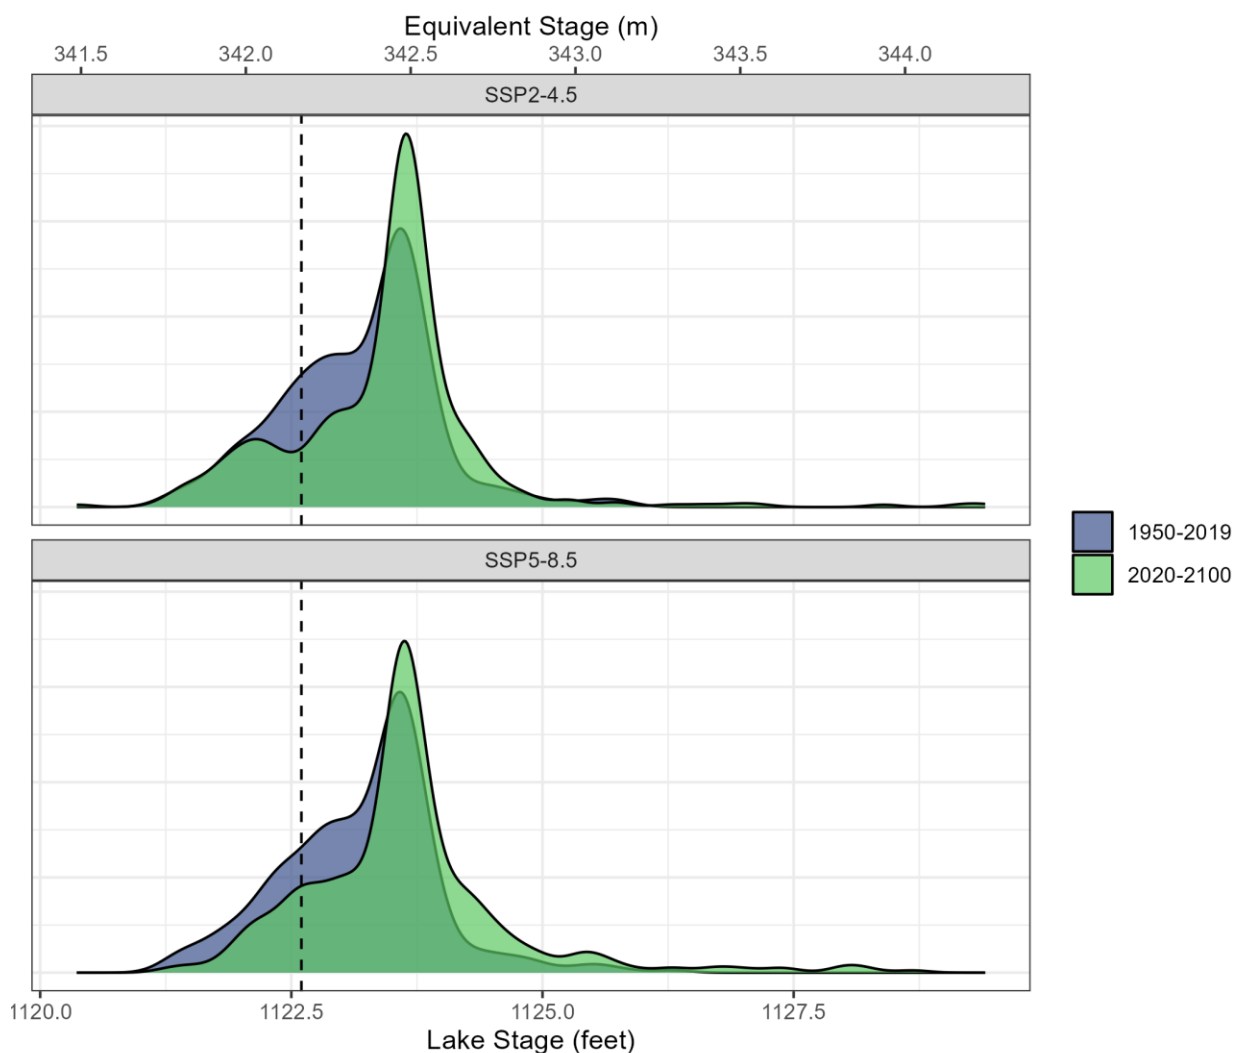 Equivalent Stage (m)
341.5 342.0 342.5 343.0 343.5 344.0
SSP2-4.5
1950-2019
2020-2100
SSP5-8.5
1120.0 1122.5 1125.0 1127.5
Lake Stage (feet)